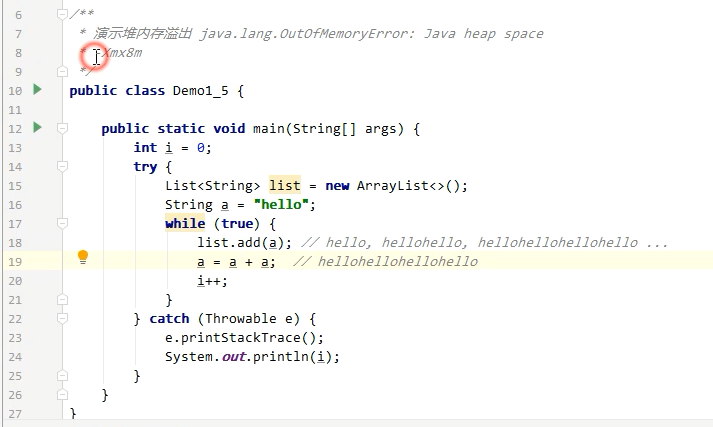 6 /**
7 * 演示堆内存溢出 java.lang.OutOfMemoryError: Java heap space
8 * -Xmx8m
9 */
10 public class Demo1_5 {
11
12 public static void main(String[] args) {
13 int i = 0;
14 try {
15 List<String> list = new ArrayList<>();
16 String a = "hello";
17 while (true) {
18 list.add(a); // hello, hellohello, hellohellohellohello ...
19 a = a + a; // hellohellohellohello
20 i++;
21 }
22 } catch (Throwable e) {
23 e.printStackTrace();
24 System.out.println(i);
25 }
26 }
27 }